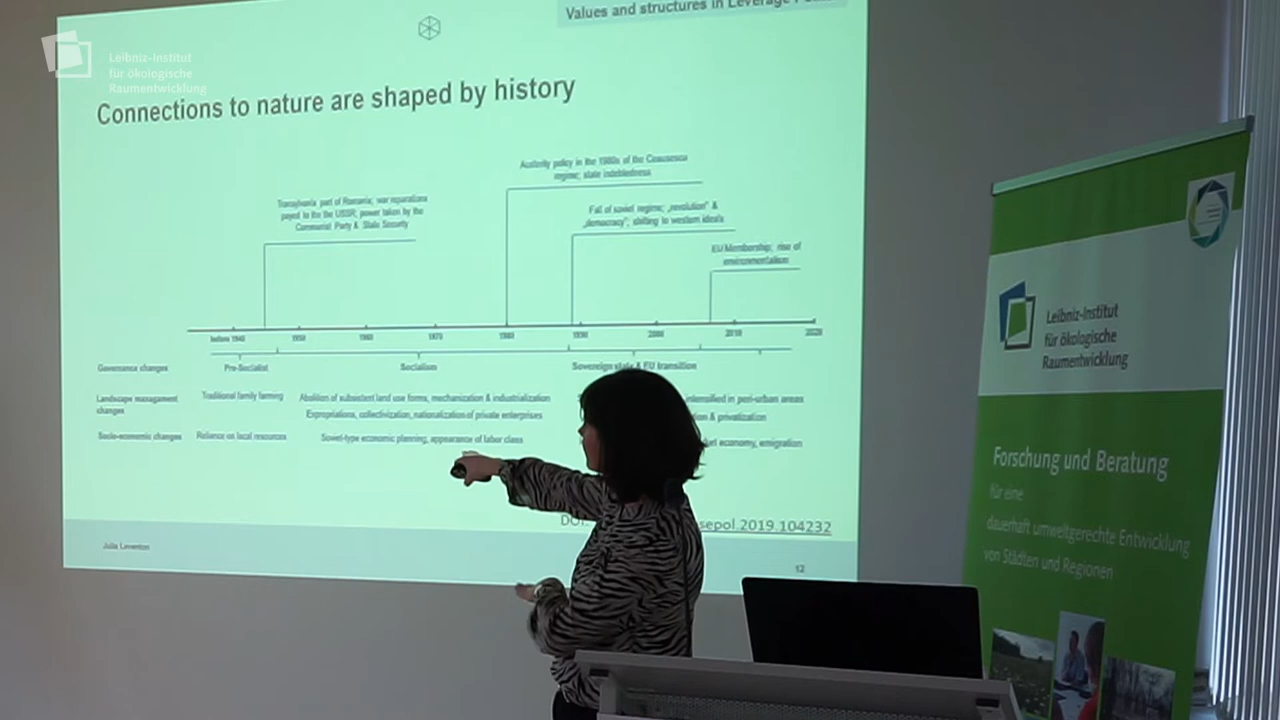 Leibniz-Institut
für ökologische
Raumentwicklung
Values and structures in Leverage
Connections to nature are shaped by history
Austerity policy in the 1980s of the Ceausescu
regime; state indebtedness
Transylvania part of Romania; war reparations
payed to the the USSR; power taken by the
Communist Party & State Security
Fall of soviet regime; „revolution" &
„democracy"; shifting to western ideals
EU Membership; rise of
environmentalism
before 1940 1950 1960 1970 1980 1990 2000 2010 2020
Governance changes Pre-Socialist Socialism Sovereign state & EU transition
Landscape management Traditional family farming Abolition of subsistent land use forms, mechanization & industrialization intensified in peri-urban areas
changes Expropriations, collectivization, nationalization of private enterprises & privatization
Socio-economic changes Reliance on local resources Soviet-type economic planning, appearance of labor class economy, emigration
DOI: sepol.2019.104232
Julia Leventon 12
Leibniz-Institut
für ökologische
Raumentwicklung
Forschung und Beratung
für eine
dauerhaft umweltgerechte Entwicklung
von Städten und Regionen